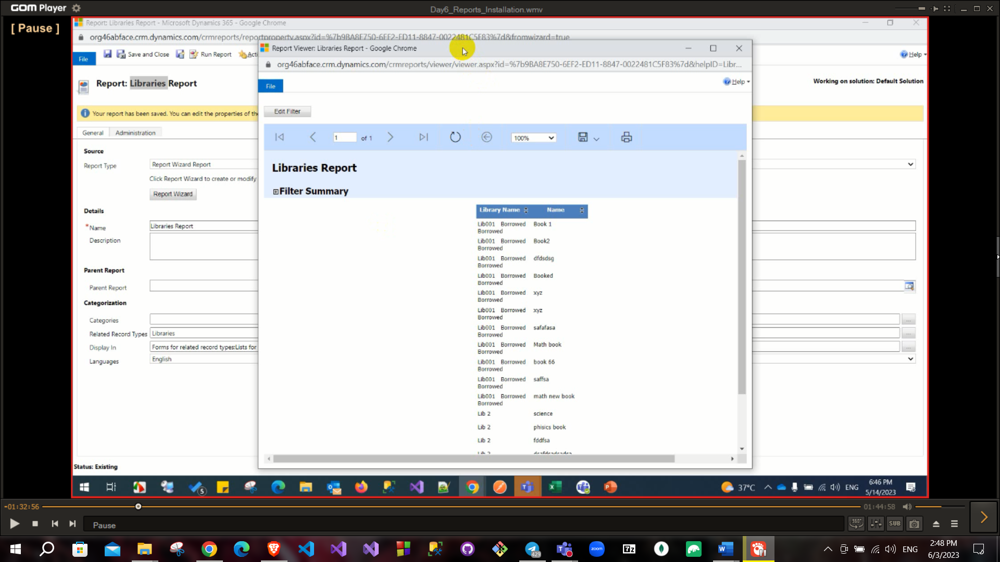 GOM Player
Day6_Reports_Installation.wmv
[ Pause ]
Report: Libraries Report - Microsoft Dynamics 365 - Google Chrome
org46abface.crm.dynamics.com/crmreports/reportproperty.aspx?id=%7b9BA8E750-6EF2-ED11-8847-0022481C5F83%7d&fromwizard=true
File
Save and Close
Run Report
Acti
Help
Report: Libraries Report
Working on solution: Default Solution
Your report has been saved. You can edit the properties of the
General
Administration
Source
Report Type
Report Wizard Report
Click Report Wizard to create or modify
Report Wizard
Details
*Name
Libraries Report
Description
Parent Report
Parent Report
Categorization
Categories
Related Record Types
Libraries
Display In
Forms for related record types;Lists for
Languages
English
Status: Existing
Report Viewer: Libraries Report - Google Chrome
org46abface.crm.dynamics.com/crmreports/viewer/viewer.aspx?id=%7b9BA8E750-6EF2-ED11-8847-0022481C5F83%7d&helpID=Libr...
File
Help
Edit Filter
1 of 1
100%
Libraries Report
Filter Summary
Library Name Name
Lib001 Borrowed Book 1
Borrowed
Lib001 Borrowed Book2
Borrowed
Lib001 Borrowed dfdsdsg
Borrowed
Lib001 Borrowed Booked
Borrowed
Lib001 Borrowed xyz
Borrowed
Lib001 Borrowed xyz
Borrowed
Lib001 Borrowed safafasa
Borrowed
Lib001 Borrowed Math book
Borrowed
Lib001 Borrowed book 66
Borrowed
Lib001 Borrowed saffsa
Borrowed
Lib001 Borrowed math new book
Borrowed
Lib 2 science
Lib 2 phisics book
Lib 2 fddfsa
Lib 2
5
37°C
ENG
6:46 PM
5/14/2023
-01:32:56
01:44:58
Pause
360°
SUB
429
zoom
7z
ENG
2:48 PM
6/3/2023